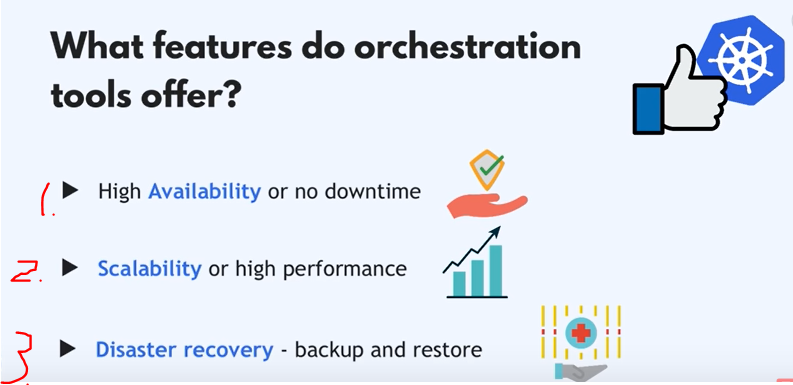 What features do orchestration
tools offer?
1. High Availability or no downtime
2. Scalability or high performance
3. Disaster recovery - backup and restore